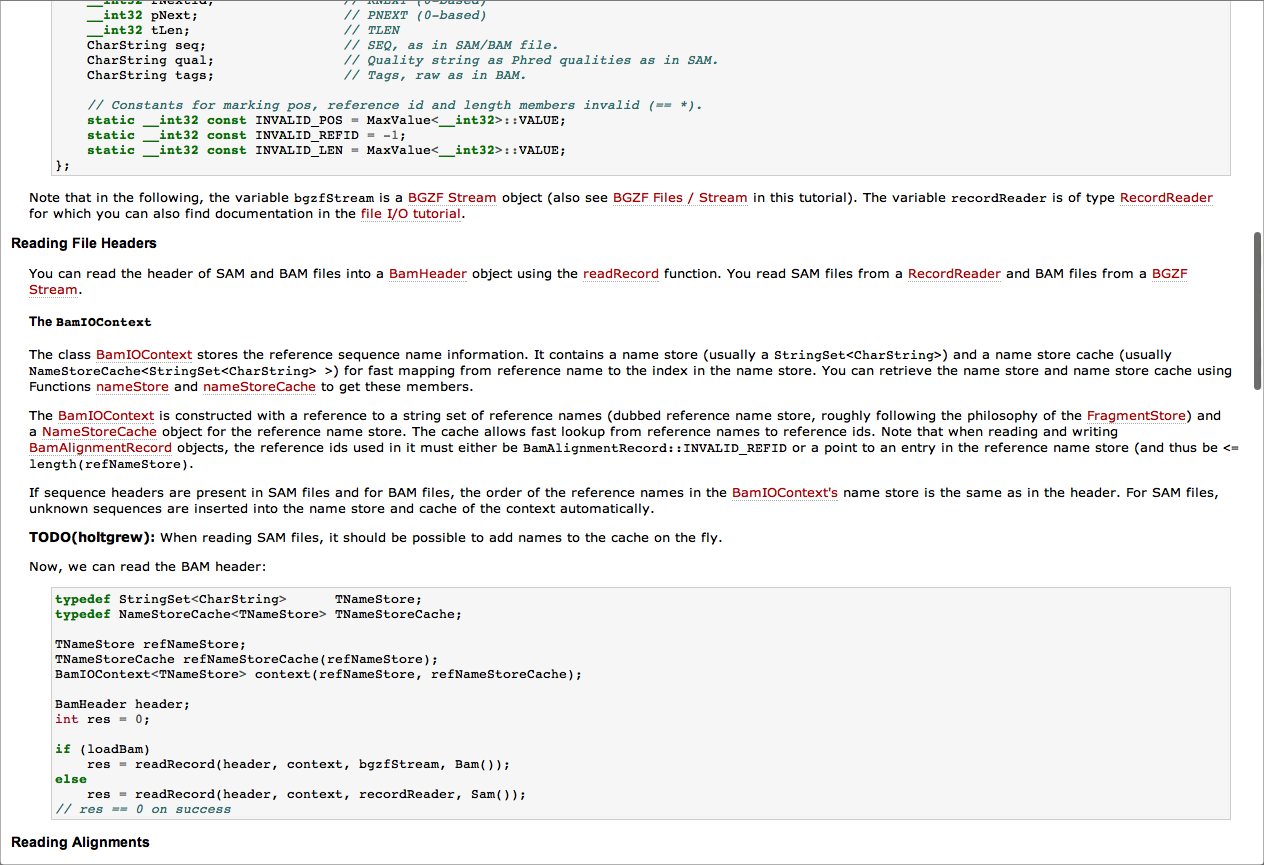 __int32 rNextId;                // RNEXT (0-based)
__int32 pNext;                  // PNEXT (0-based)
__int32 tLen;                   // TLEN
CharString seq;                 // SEQ, as in SAM/BAM file.
CharString qual;                // Quality string as Phred qualities as in SAM.
CharString tags;                // Tags, raw as in BAM.
// Constants for marking pos, reference id and length members invalid (== *).
static __int32 const INVALID_POS = MaxValue<__int32>::VALUE;
static __int32 const INVALID_REFID = -1;
static __int32 const INVALID_LEN = MaxValue<__int32>::VALUE;
};
Note that in the following, the variable bgzfStream is a BGZF Stream object (also see BGZF Files / Stream in this tutorial). The variable recordReader is of type RecordReader
for which you can also find documentation in the file I/O tutorial.
Reading File Headers
You can read the header of SAM and BAM files into a BamHeader object using the readRecord function. You read SAM files from a RecordReader and BAM files from a BGZF
Stream.
The BamIOContext
The class BamIOContext stores the reference sequence name information. It contains a name store (usually a StringSet<CharString>) and a name store cache (usually
NameStoreCache<StringSet<CharString> >) for fast mapping from reference name to the index in the name store. You can retrieve the name store and name store cache using
Functions nameStore and nameStoreCache to get these members.
The BamIOContext is constructed with a reference to a string set of reference names (dubbed reference name store, roughly following the philosophy of the FragmentStore) and
a NameStoreCache object for the reference name store. The cache allows fast lookup from reference names to reference ids. Note that when reading and writing
BamAlignmentRecord objects, the reference ids used in it must either be BamAlignmentRecord::INVALID_REFID or a point to an entry in the reference name store (and thus be <=
length(refNameStore).
If sequence headers are present in SAM files and for BAM files, the order of the reference names in the BamIOContext's name store is the same as in the header. For SAM files,
unknown sequences are inserted into the name store and cache of the context automatically.
TODO(holtgrew): When reading SAM files, it should be possible to add names to the cache on the fly.
Now, we can read the BAM header:
typedef StringSet<CharString>      TNameStore;
typedef NameStoreCache<TNameStore> TNameStoreCache;
TNameStore refNameStore;
TNameStoreCache refNameStoreCache(refNameStore);
BamIOContext<TNameStore> context(refNameStore, refNameStoreCache);
BamHeader header;
int res = 0;
if (loadBam)
    res = readRecord(header, context, bgzfStream, Bam());
else
    res = readRecord(header, context, recordReader, Sam());
// res == 0 on success
Reading Alignments